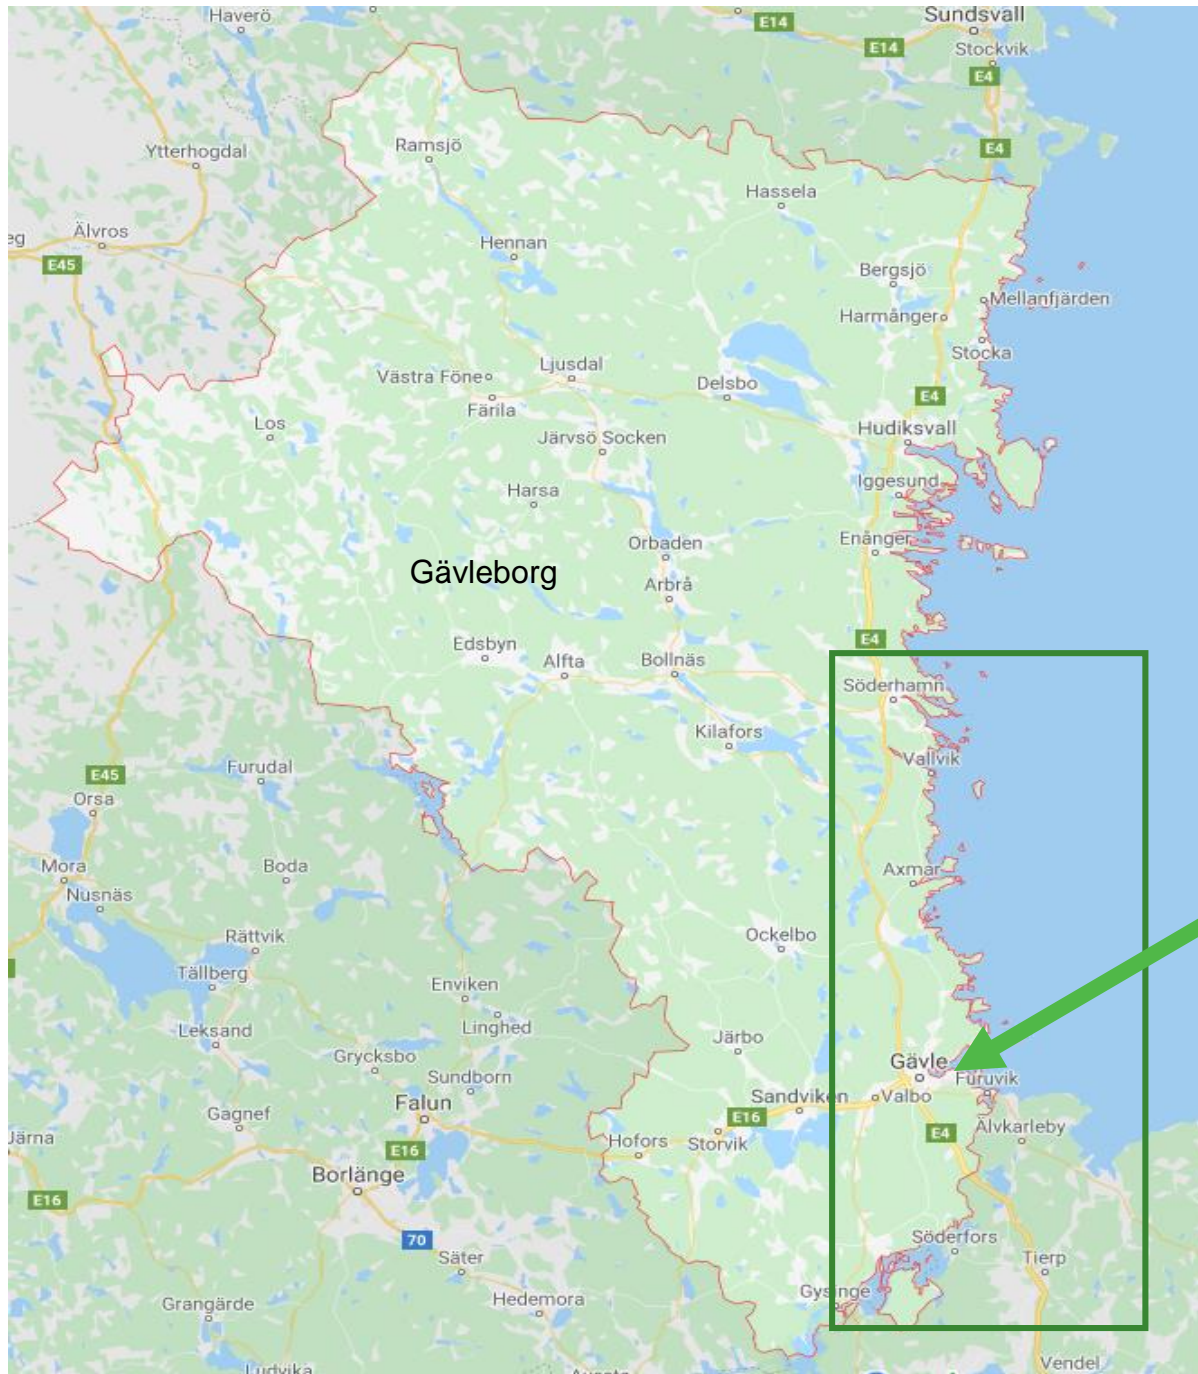 Haverö
Sundsvall
E14
E14
Stockvik
E4
Ramsjö
Ytterhogdal
E4
Hassela
Älvros
Hennan
E45
Bergsjö
Mellanfjärden
Harmånger
Stocka
Ljusdal
Västra Föne
Delsbo
E4
Färila
Los
Hudiksvall
Järvsö Socken
Iggesund
Harsa
Orbaden
Enånger
Gävleborg
Arbrå
E4
Edsbyn
Alfta
Bollnäs
Söderhamn
Kilafors
Vallvik
Furudal
E45
Orsa
Mora
Boda
Axmar
Nusnäs
Rättvik
Ockelbo
Tällberg
Enviken
Leksand
Linghed
Järbo
Grycksbo
Gävle
Sundborn
Furuvik
Sandviken
Valbo
Falun
Gagnef
E16
Älvkarleby
Järna
Hofors
Storvik
E4
E16
Borlänge
E16
70
Söderfors
Säter
Tierp
Gysinge
Hedemora
Grangärde
Vendel
Ludvika